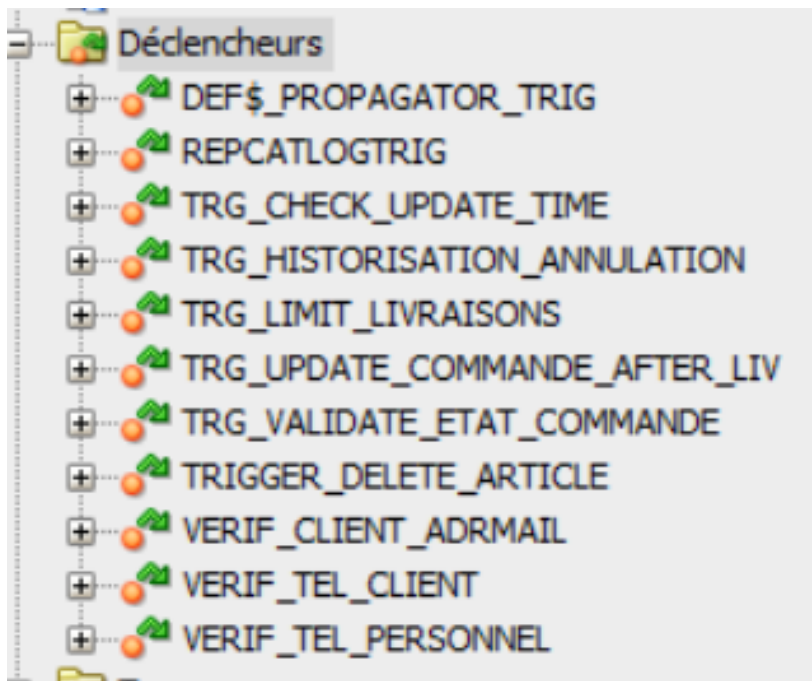 Déclencheurs
DEF$_PROPAGATOR_TRIG
REPCATLOGTRIG
TRG_CHECK_UPDATE_TIME
TRG_HISTORISATION_ANNULATION
TRG_LIMIT_LIVRAISONS
TRG_UPDATE_COMMANDE_AFTER_LIV
TRG_VALIDATE_ETAT_COMMANDE
TRIGGER_DELETE_ARTICLE
VERIF_CLIENT_ADRMAIL
VERIF_TEL_CLIENT
VERIF_TEL_PERSONNEL